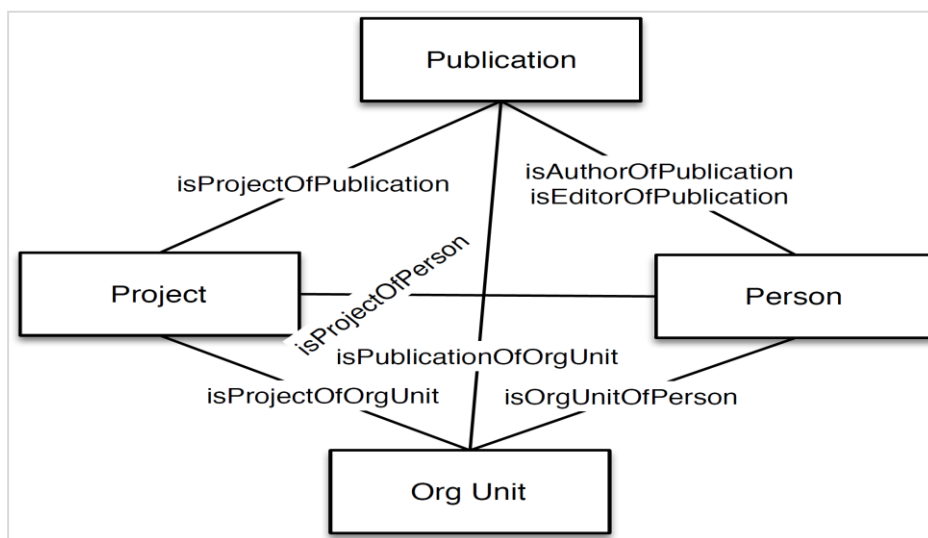 Publication
isProjectOfPublication
isAuthorOfPublication
isEditorOfPublication
Project
isProjectOfPerson
Person
isPublicationOfOrgUnit
isProjectOfOrgUnit
isOrgUnitOfPerson
Org Unit